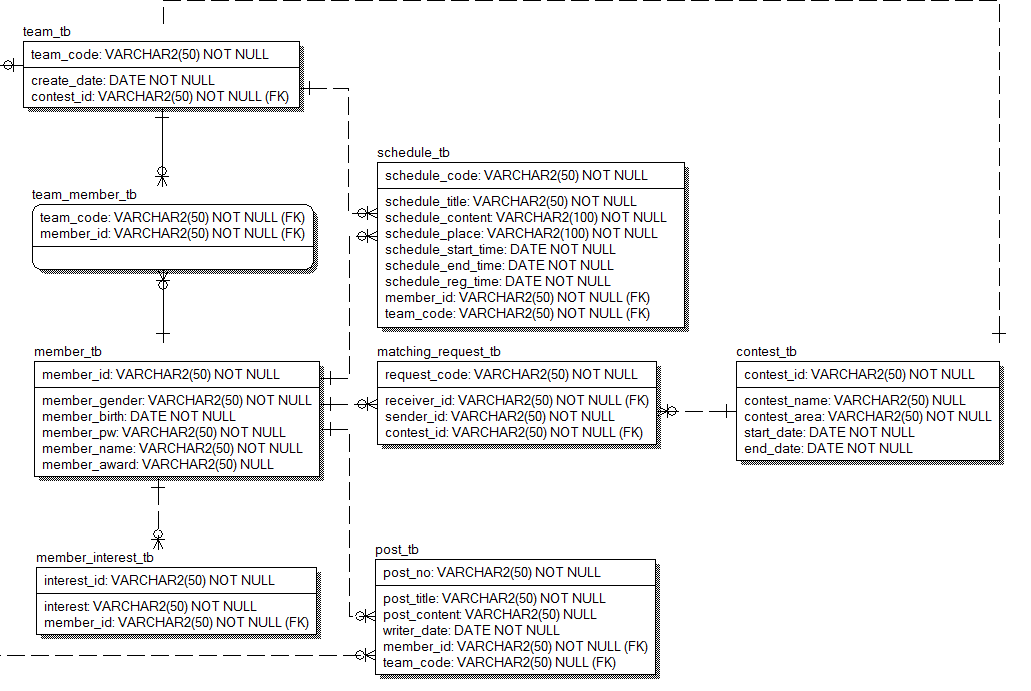 team_tb
team_code: VARCHAR2(50) NOT NULL
create_date: DATE NOT NULL
contest_id: VARCHAR2(50) NOT NULL (FK)
schedule_tb
schedule_code: VARCHAR2(50) NOT NULL
schedule_title: VARCHAR2(50) NOT NULL
schedule_content: VARCHAR2(100) NOT NULL
schedule_place: VARCHAR2(100) NOT NULL
schedule_start_time: DATE NOT NULL
schedule_end_time: DATE NOT NULL
schedule_reg_time: DATE NOT NULL
member_id: VARCHAR2(50) NOT NULL (FK)
team_code: VARCHAR2(50) NOT NULL (FK)
team_member_tb
team_code: VARCHAR2(50) NOT NULL (FK)
member_id: VARCHAR2(50) NOT NULL (FK)
member_tb
member_id: VARCHAR2(50) NOT NULL
member_gender: VARCHAR2(50) NOT NULL
member_birth: DATE NOT NULL
member_pw: VARCHAR2(50) NOT NULL
member_name: VARCHAR2(50) NOT NULL
member_award: VARCHAR2(50) NULL
matching_request_tb
request_code: VARCHAR2(50) NOT NULL
receiver_id: VARCHAR2(50) NOT NULL (FK)
sender_id: VARCHAR2(50) NOT NULL
contest_id: VARCHAR2(50) NOT NULL (FK)
contest_tb
contest_id: VARCHAR2(50) NOT NULL
contest_name: VARCHAR2(50) NOT NULL
contest_area: VARCHAR2(50) NOT NULL
start_date: DATE NOT NULL
end_date: DATE NOT NULL
member_interest_tb
interest_id: VARCHAR2(50) NOT NULL
interest: VARCHAR2(50) NOT NULL
member_id: VARCHAR2(50) NOT NULL (FK)
post_tb
post_no: VARCHAR2(50) NOT NULL
post_title: VARCHAR2(50) NOT NULL
post_content: VARCHAR2(50) NULL
writer_date: DATE NOT NULL
member_id: VARCHAR2(50) NOT NULL (FK)
team_code: VARCHAR2(50) NULL (FK)